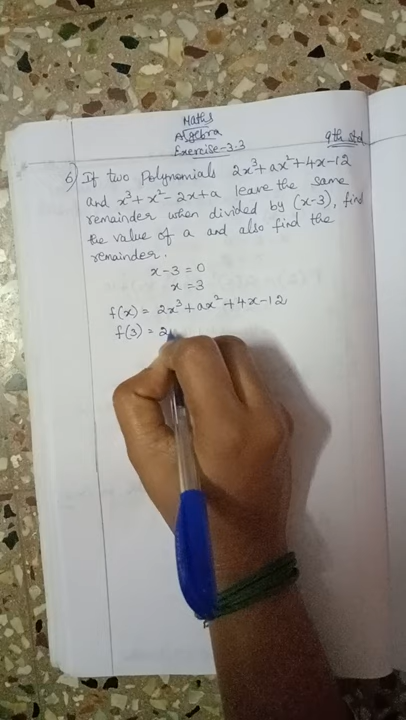 Maths
Algebra
Exercise-3.3
9th std
6) If two polynomials 2x³+ax²+4x-12
and x³+x²-2x+a leave the same
remainder when divided by (x-3), find
the value of a and also find the
remainder.
x-3=0
x=3
f(x) = 2x³+ax²+4x-12
f(3) = 2